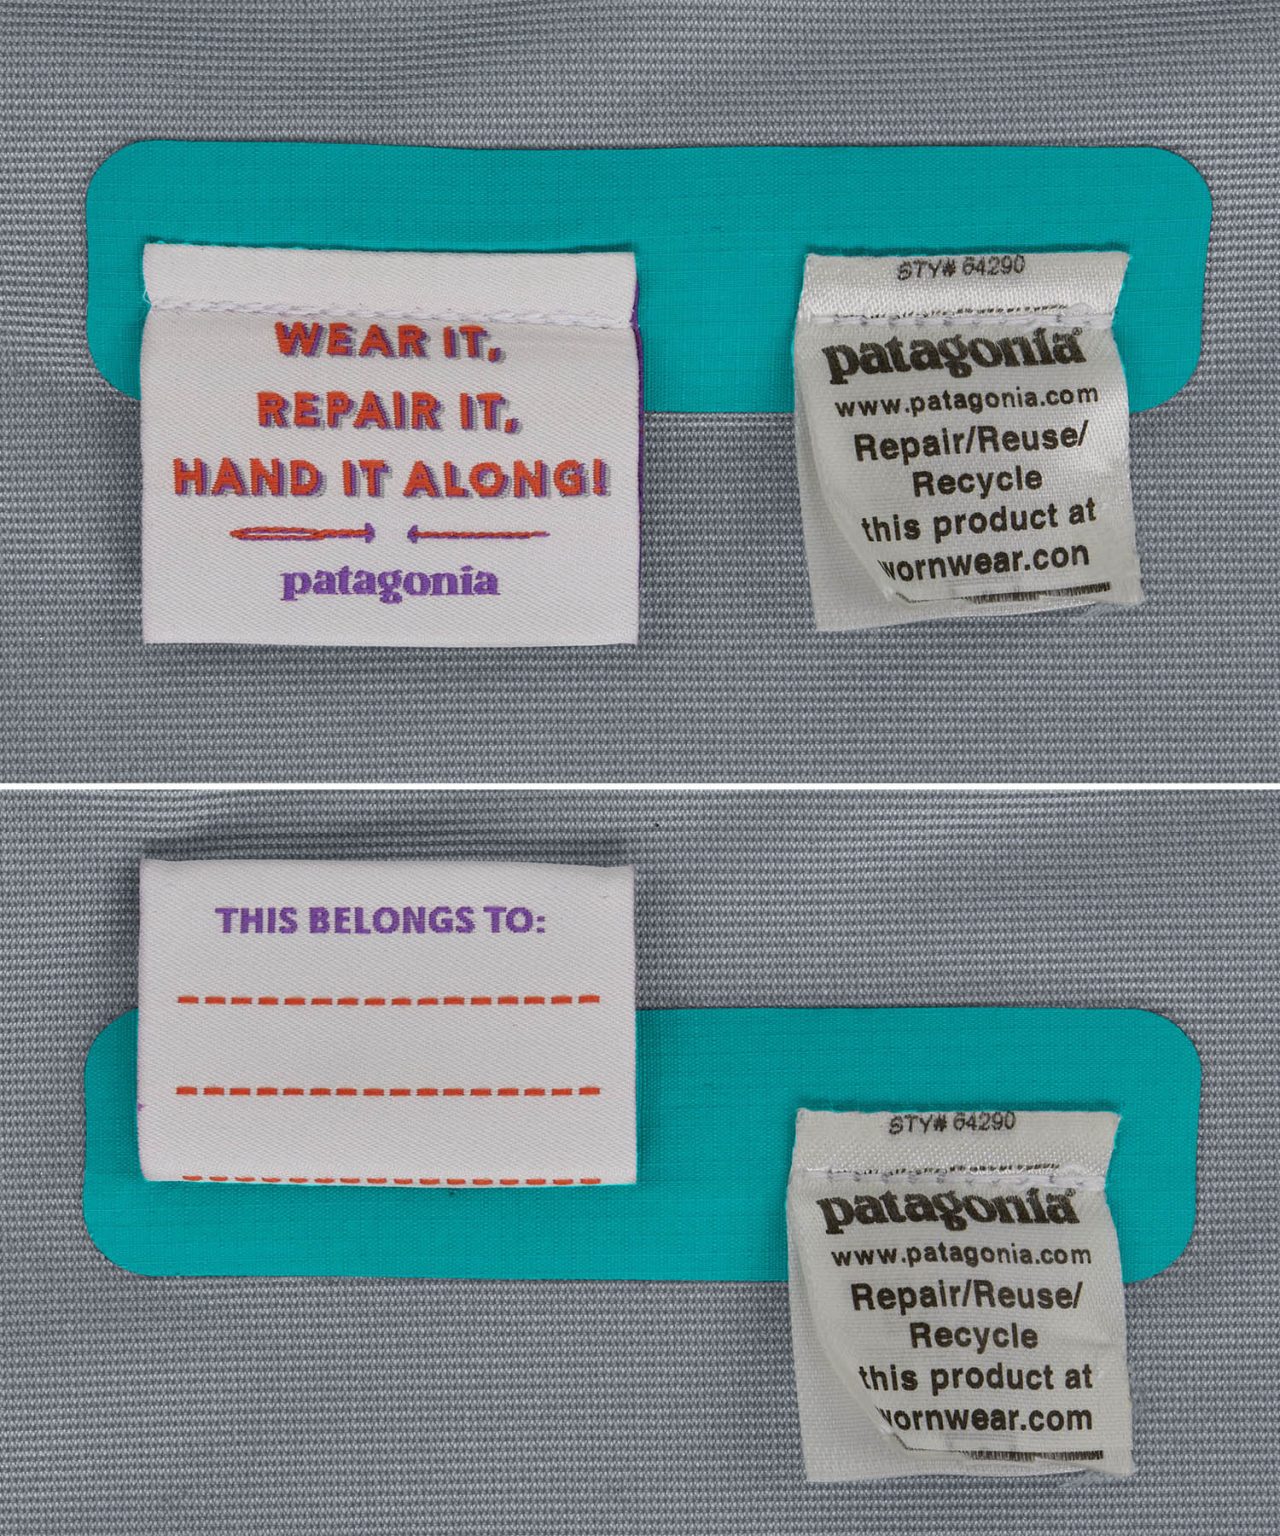 WEAR IT,
REPAIR IT,
HAND IT ALONG!
patagonia
STY# 64290
patagonia®
www.patagonia.com
Repair/Reuse/
Recycle
this product at
wornwear.con
THIS BELONGS TO:
STY# 64290
patagonia®
www.patagonia.com
Repair/Reuse/
Recycle
this product at
wornwear.com